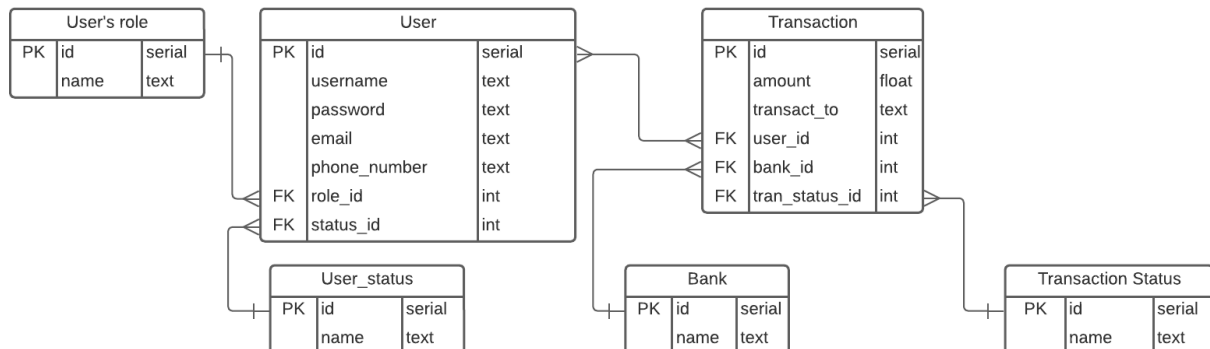 User's role
PK id serial
name text
User
PK id serial
username text
password text
email text
phone_number text
FK role_id int
FK status_id int
Transaction
PK id serial
amount float
transact_to text
FK user_id int
FK bank_id int
FK tran_status_id int
User_status
PK id serial
name text
Bank
PK id serial
name text
Transaction Status
PK id serial
name text